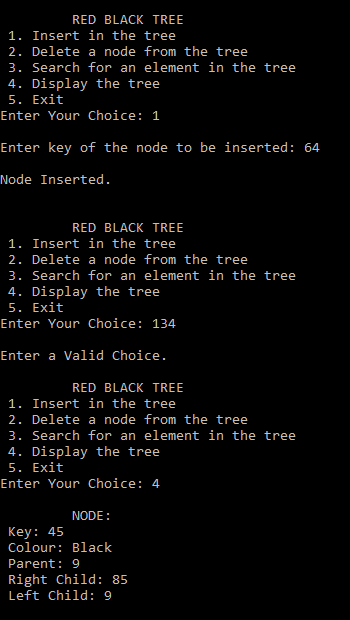 RED BLACK TREE
1. Insert in the tree
2. Delete a node from the tree
3. Search for an element in the tree
4. Display the tree
5. Exit
Enter Your Choice: 1
Enter key of the node to be inserted: 64
Node Inserted.
RED BLACK TREE
1. Insert in the tree
2. Delete a node from the tree
3. Search for an element in the tree
4. Display the tree
5. Exit
Enter Your Choice: 134
Enter a Valid Choice.
RED BLACK TREE
1. Insert in the tree
2. Delete a node from the tree
3. Search for an element in the tree
4. Display the tree
5. Exit
Enter Your Choice: 4
NODE:
Key: 45
Colour: Black
Parent: 9
Right Child: 85
Left Child: 9